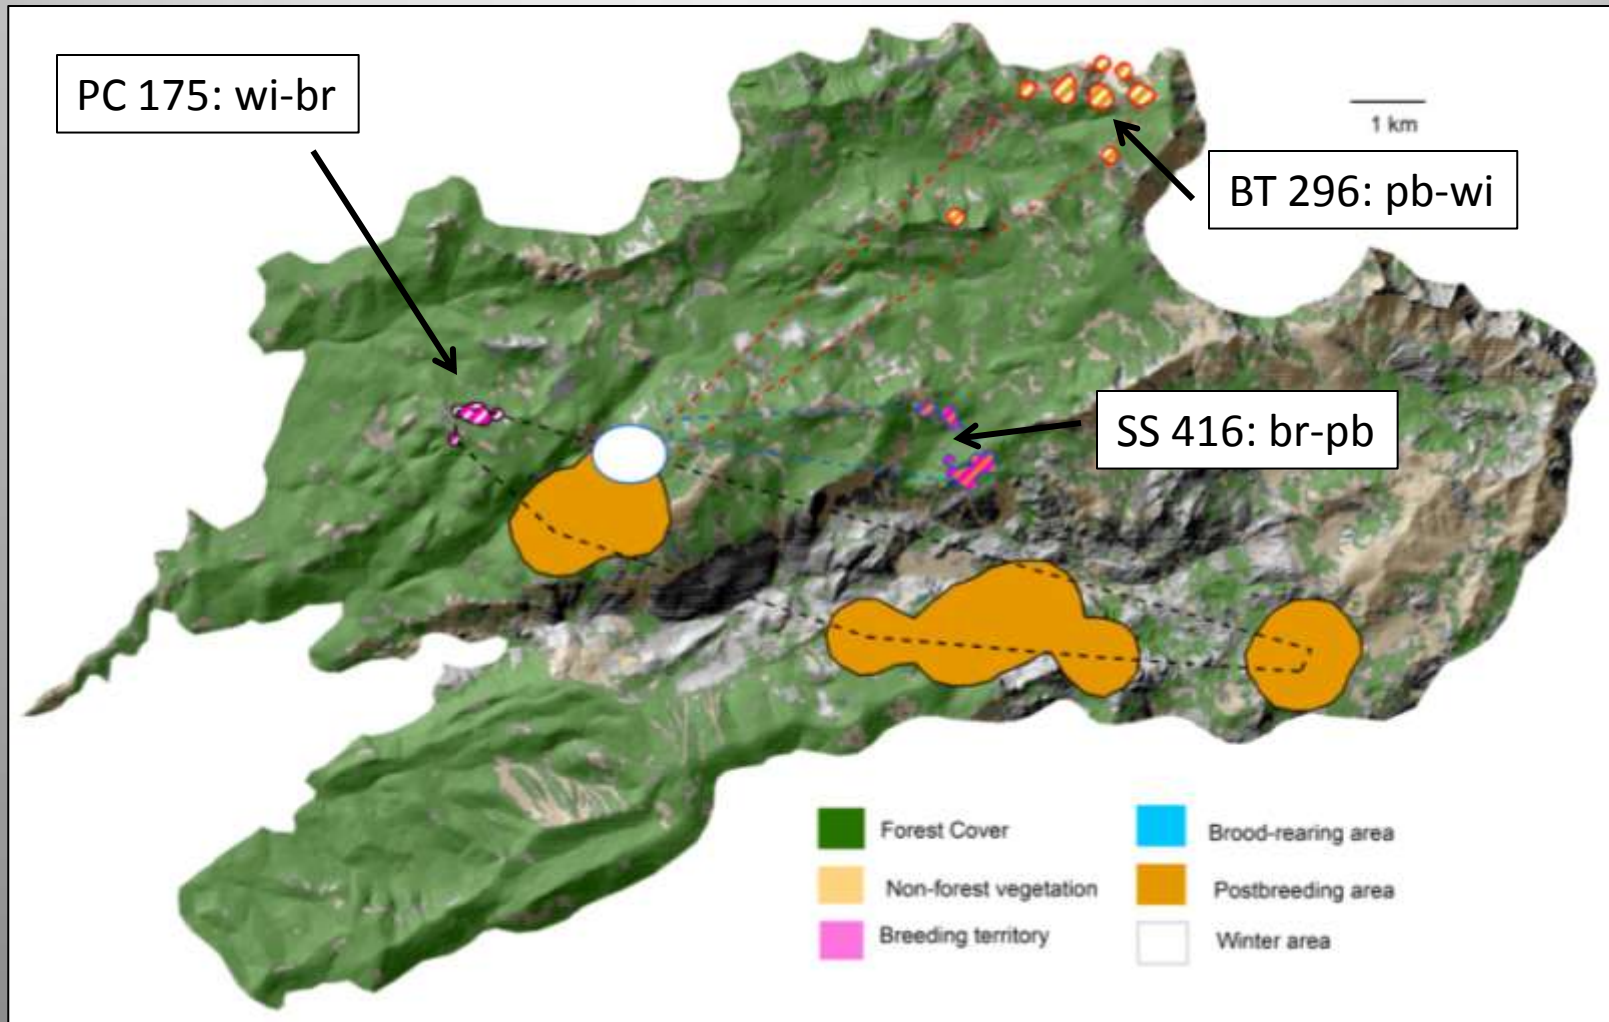 PC 175: wi-br
1 km
BT 296: pb-wi
SS 416: br-pb
Forest Cover
Non-forest vegetation
Breeding territory
Brood-rearing area
Postbreeding area
Winter area